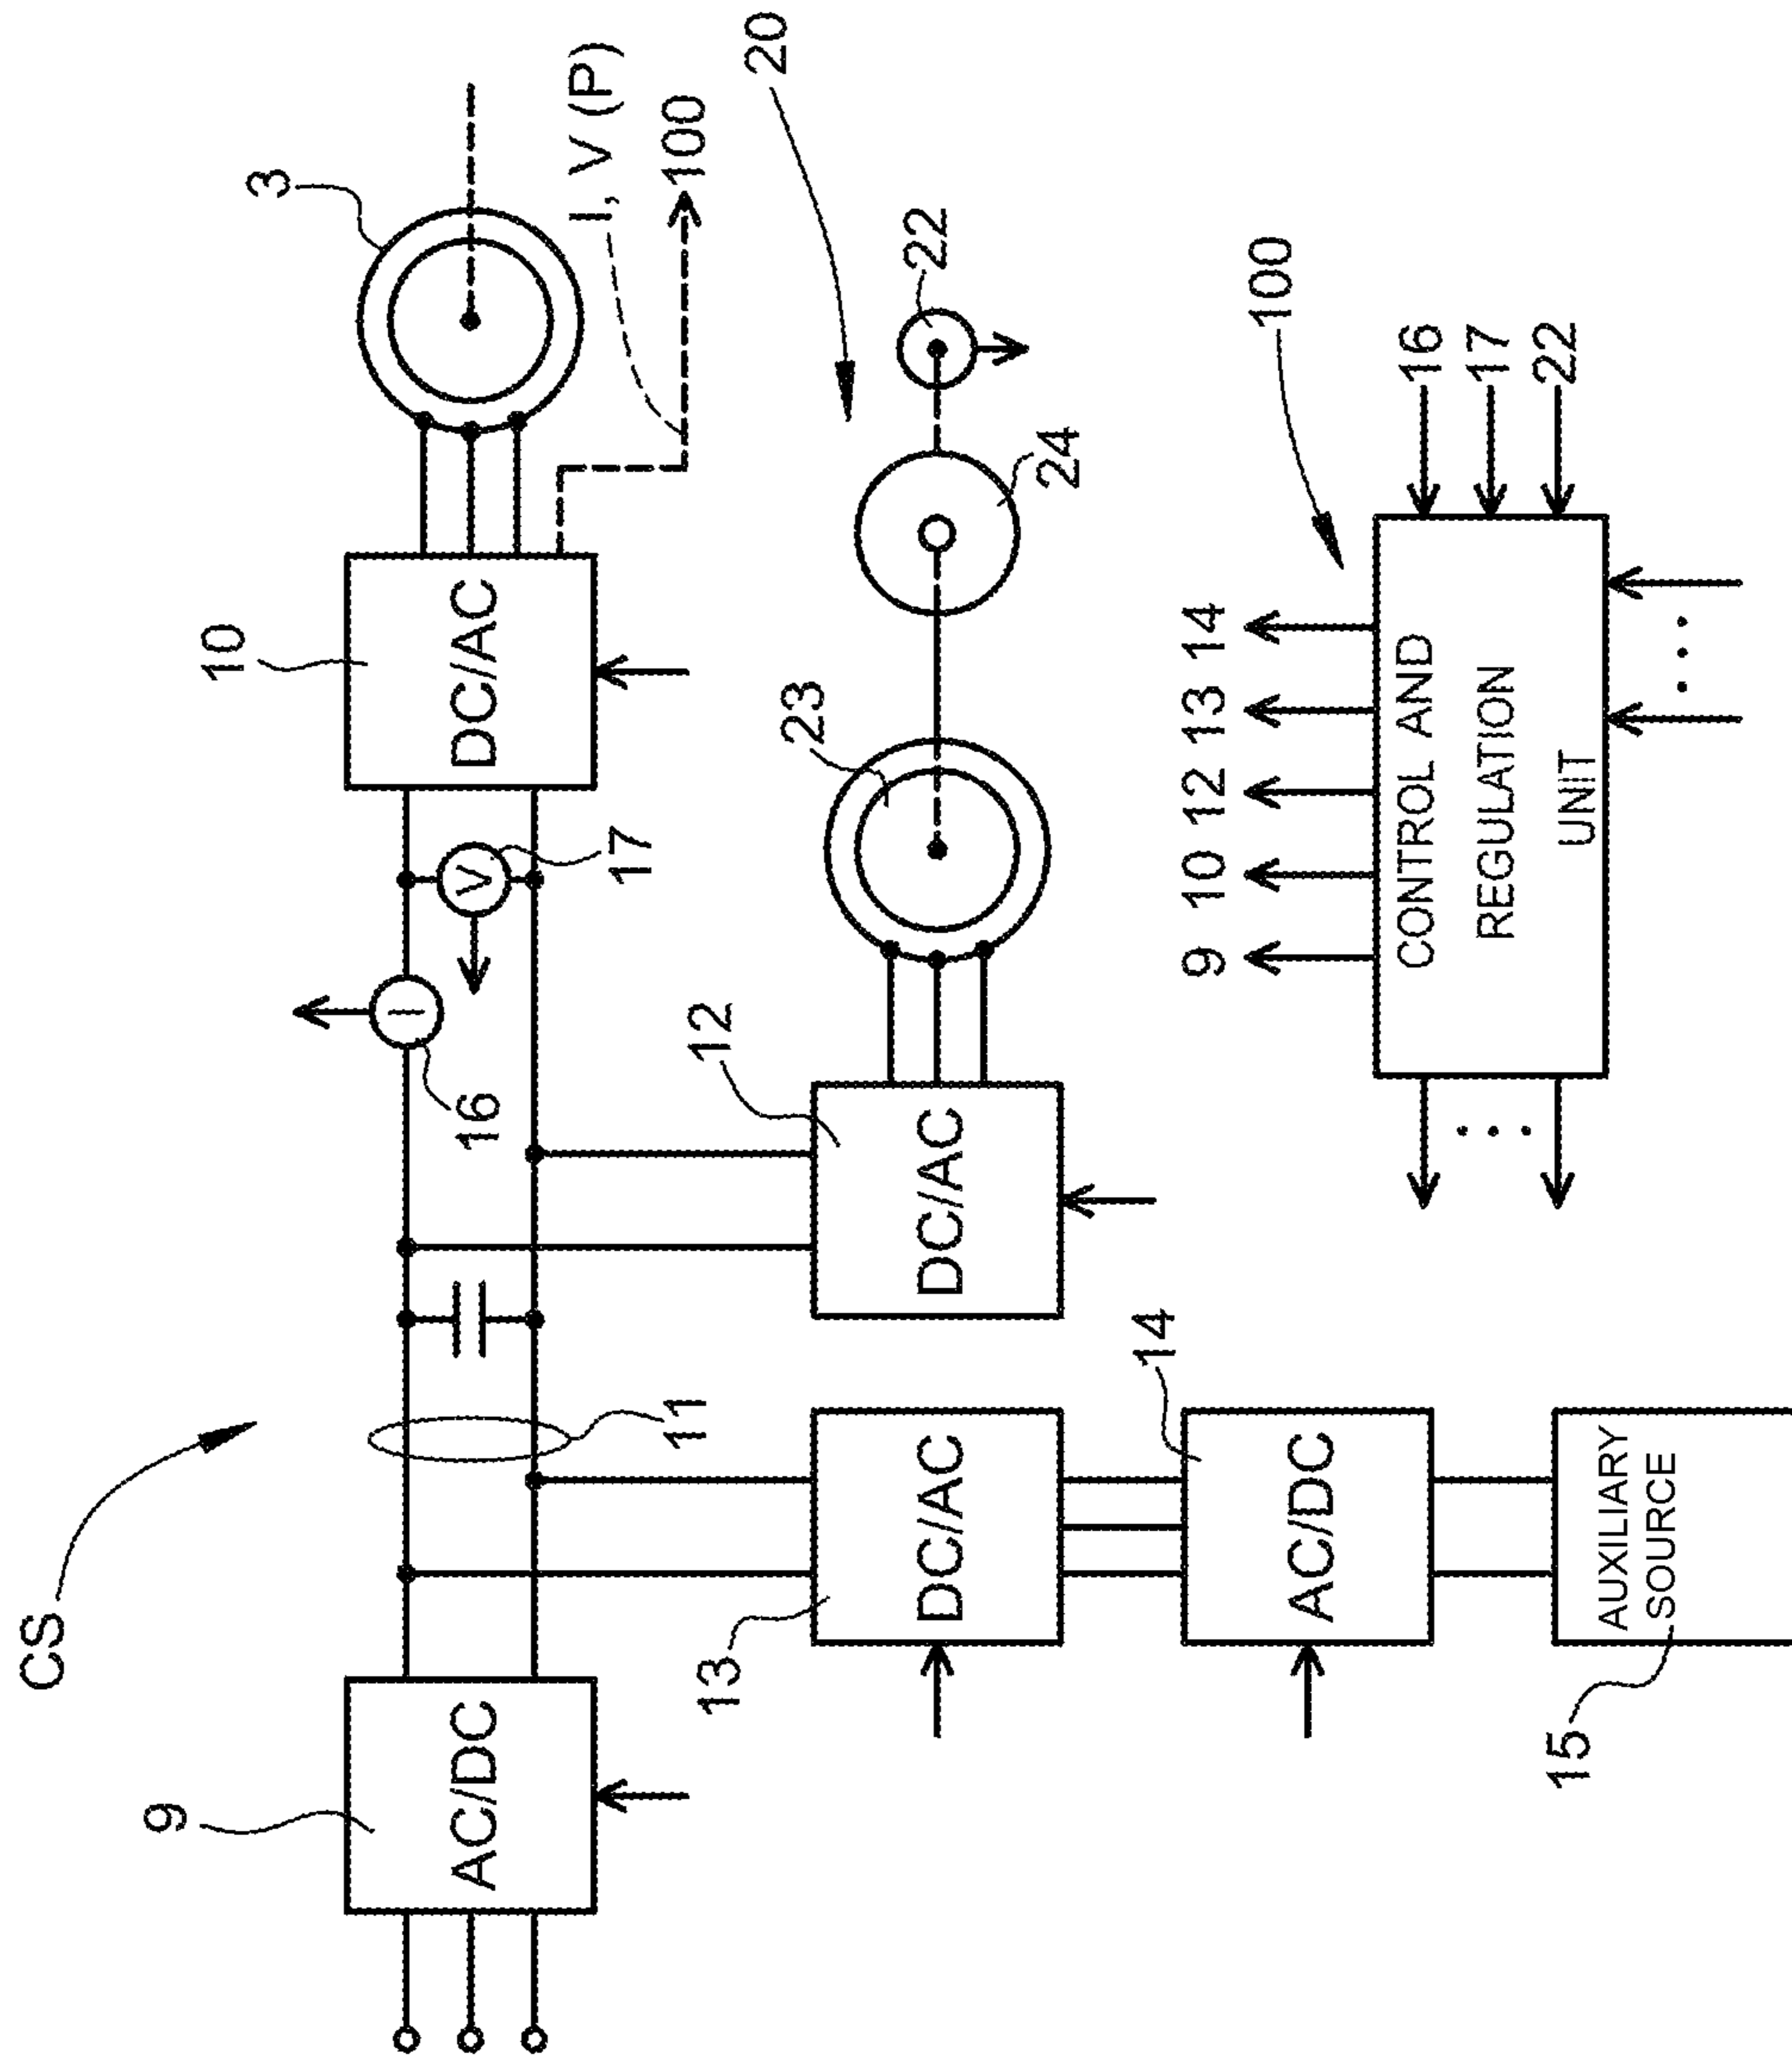 CS
9
AC/DC
11
16
I
V
17
10
DC/AC
3
I, V (P)
100
20
13
DC/AC
12
DC/AC
23
24
22
14
AC/DC
15
AUXILIARY
SOURCE
9 10 12 13 14
100
CONTROL AND
REGULATION
UNIT
16
17
22